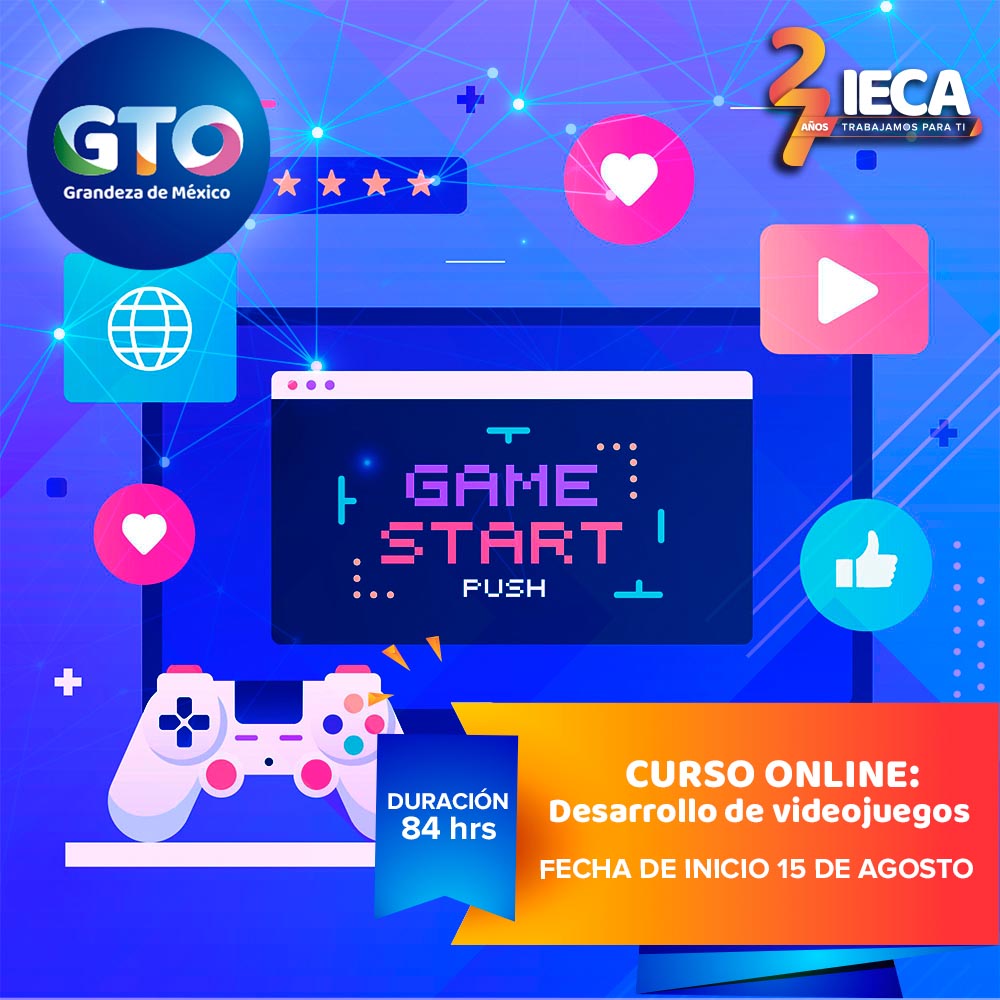 GTO
Grandeza de México
27 AÑOS
IECA
TRABAJAMOS PARA TI
GAME
START
PUSH
DURACIÓN
84 hrs
CURSO ONLINE:
Desarrollo de videojuegos
FECHA DE INICIO 15 DE AGOSTO